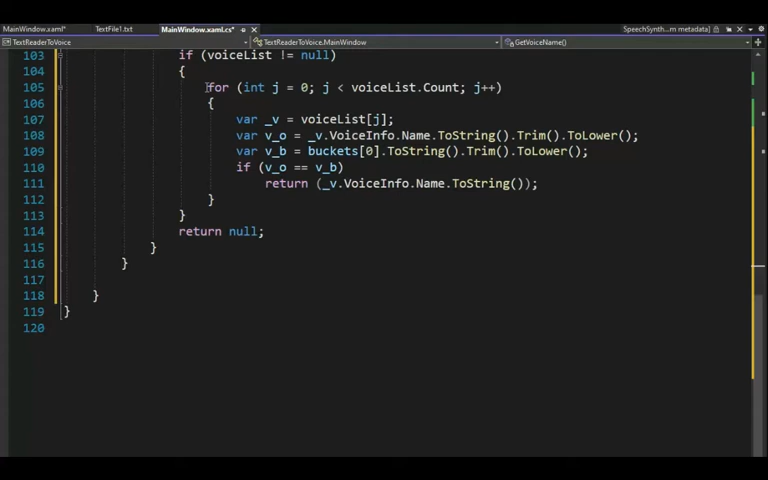 MainWindow.xaml* TextFile1.txt MainWindow.xaml.cs* SpeechSynth...m metadata]
TextReaderToVoice TextReaderToVoice.MainWindow GetVoiceName()
103 if (voiceList != null)
104 {
105 for (int j = 0; j < voiceList.Count; j++)
106 {
107 var _v = voiceList[j];
108 var v_o = _v.VoiceInfo.Name.ToString().Trim().ToLower();
109 var v_b = buckets[0].ToString().Trim().ToLower();
110 if (v_o == v_b)
111 return (_v.VoiceInfo.Name.ToString());
112 }
113 }
114 return null;
115 }
116 }
117
118 }
119 }
120